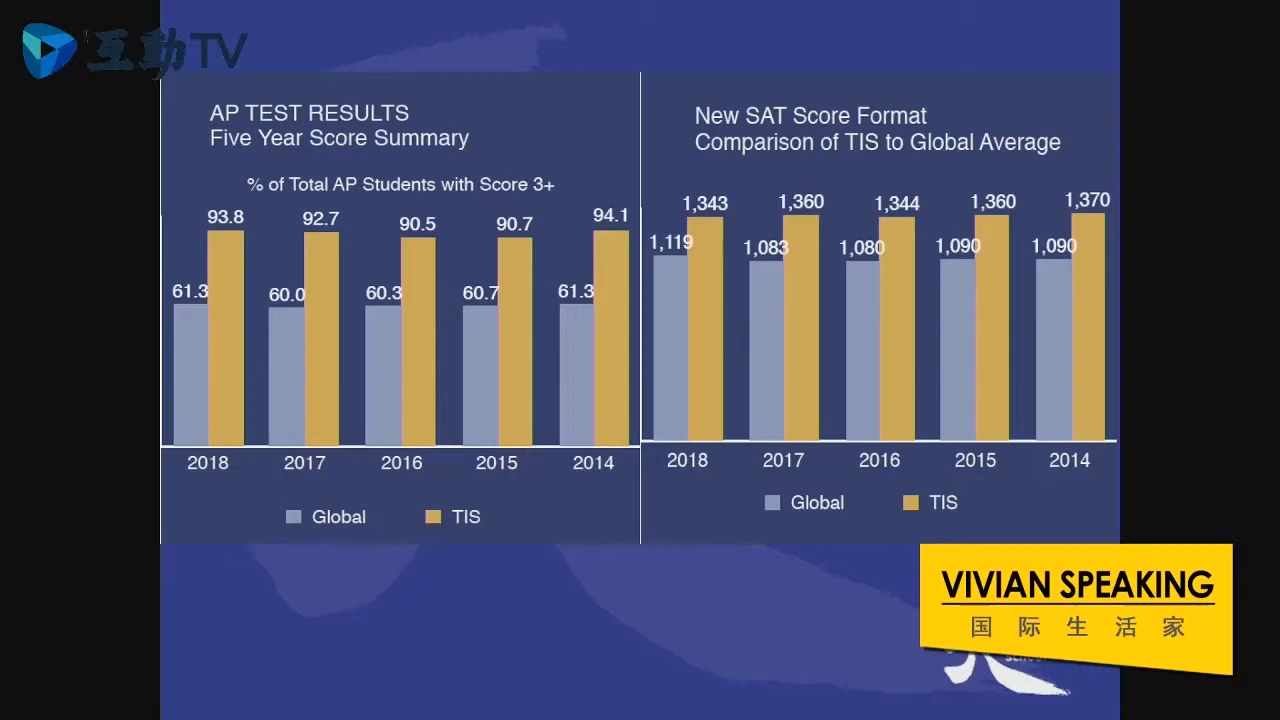 互動TV
AP TEST RESULTS
Five Year Score Summary
% of Total AP Students with Score 3+
93.8
92.7
90.5
90.7
94.1
61.3
60.0
60.3
60.7
61.3
2018
2017
2016
2015
2014
Global
TIS
New SAT Score Format
Comparison of TIS to Global Average
1,343
1,360
1,344
1,360
1,370
1,119
1,083
1,080
1,090
1,090
2018
2017
2016
2015
2014
Global
TIS
VIVIAN SPEAKING
国际生活家